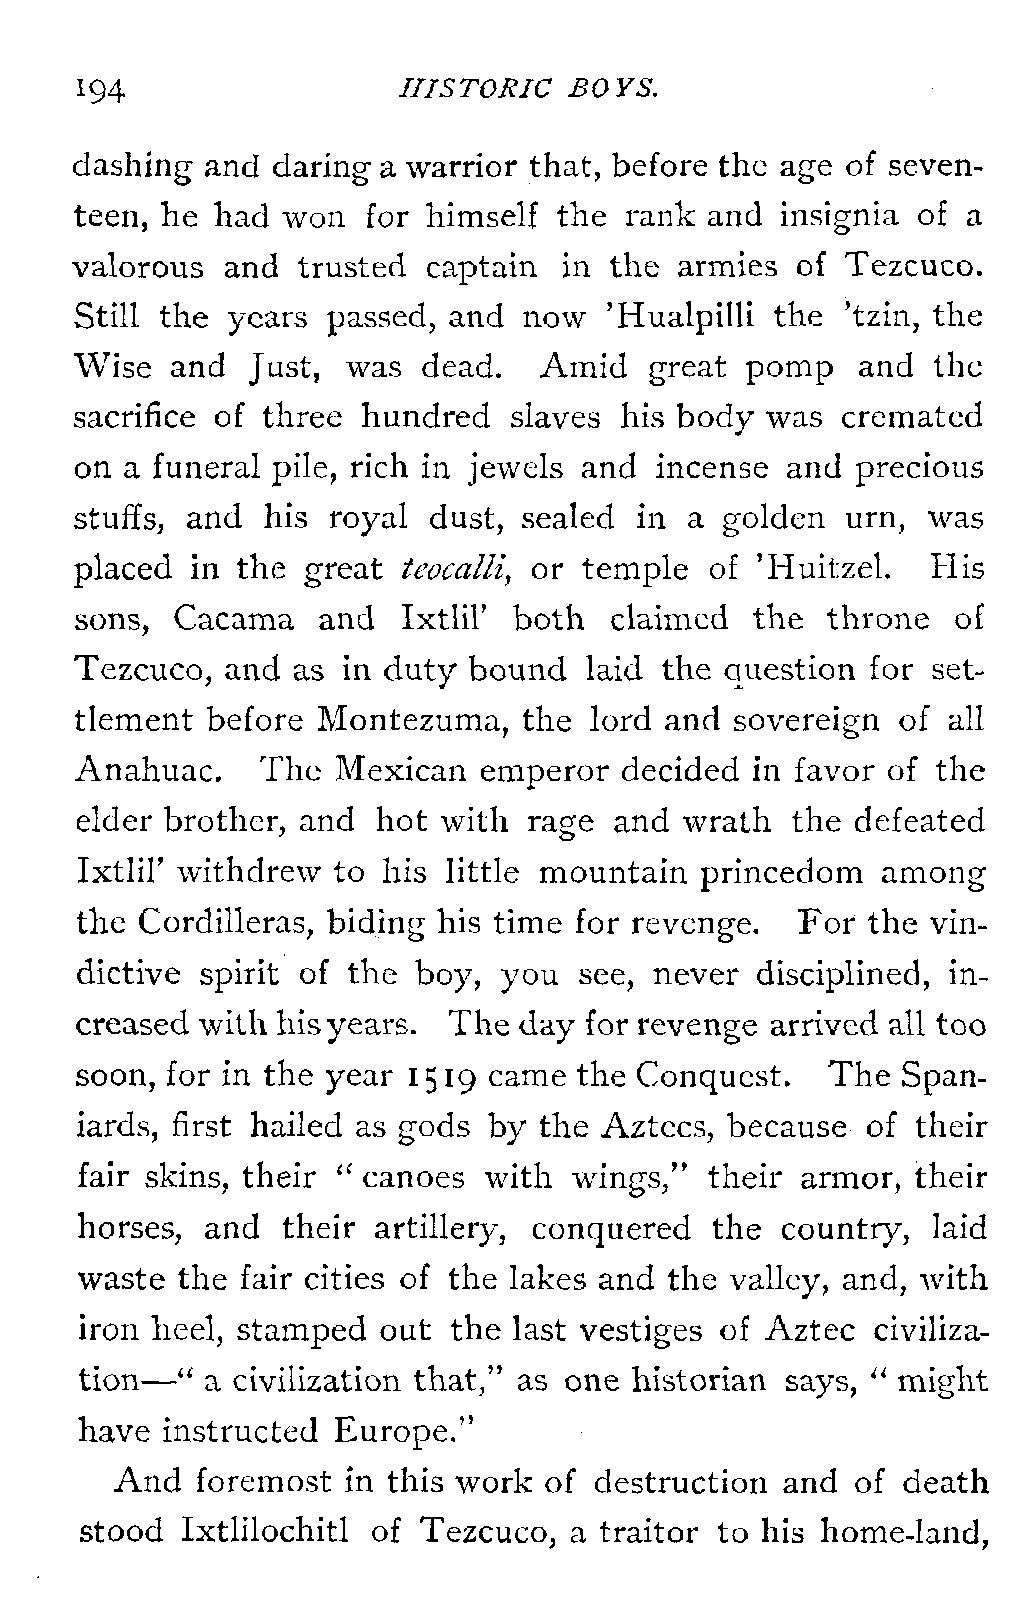 194 HISTORIC BOYS.
dashing and daring a warrior that, before the age of seven-
teen, he had won for himself the rank and insignia of a
valorous and trusted captain in the armies of Tezcuco.
Still the years passed, and now ’Hualpilli the ’tzin, the
Wise and Just, was dead. Amid great pomp and the
sacrifice of three hundred slaves his body was cremated
on a funeral pile, rich in jewels and incense and precious
stuffs, and his royal dust, sealed in a golden urn, was
placed in the great teocalli, or temple of ’Huitzel. His
sons, Cacama and Ixtlil’ both claimed the throne of
Tezcuco, and as in duty bound laid the question for set-
tlement before Montezuma, the lord and sovereign of all
Anahuac. The Mexican emperor decided in favor of the
elder brother, and hot with rage and wrath the defeated
Ixtlil’ withdrew to his little mountain princedom among
the Cordilleras, biding his time for revenge. For the vin-
dictive spirit of the boy, you see, never disciplined, in-
creased with his years. The day for revenge arrived all too
soon, for in the year 1519 came the Conquest. The Span-
iards, first hailed as gods by the Aztecs, because of their
fair skins, their “canoes with wings,” their armor, their
horses, and their artillery, conquered the country, laid
waste the fair cities of the lakes and the valley, and, with
iron heel, stamped out the last vestiges of Aztec civiliza-
tion—“a civilization that,” as one historian says, “might
have instructed Europe.”
And foremost in this work of destruction and of death
stood Ixtlilochitl of Tezcuco, a traitor to his home-land,